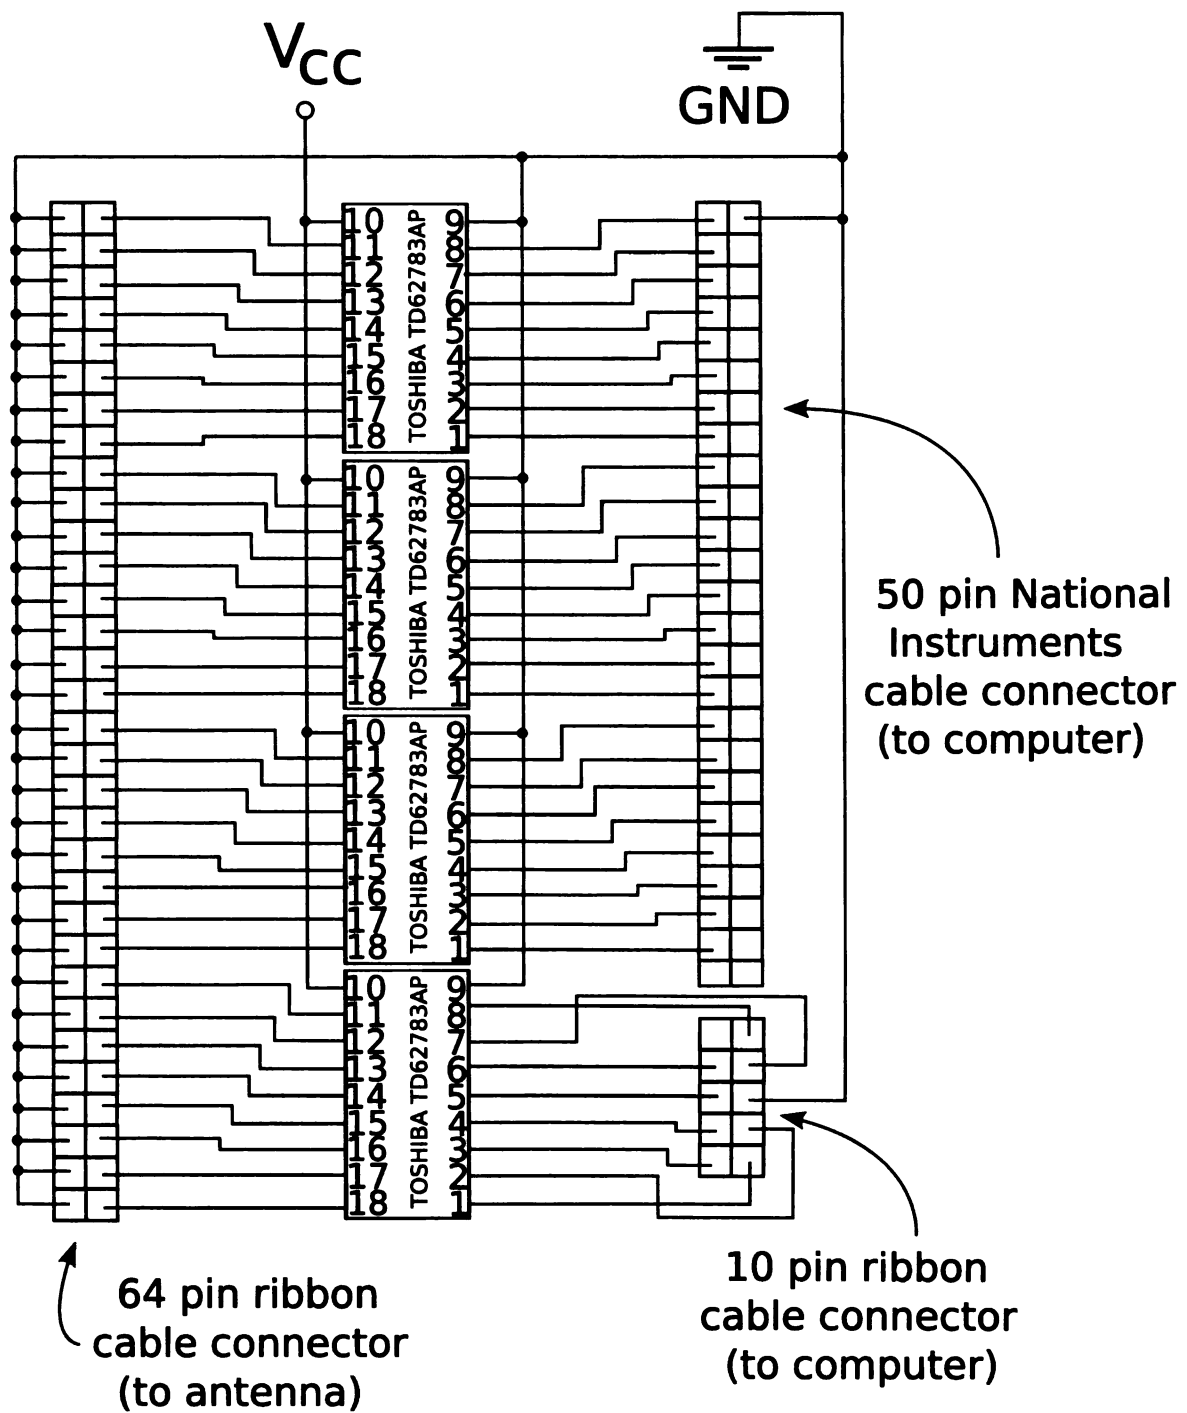 VCC
GND
10 TOSHIBA TD62783AP 9
11 8
12 7
13 6
14 5
15 4
16 3
17 2
18 1
10 TOSHIBA TD62783AP 9
11 8
12 7
13 6
14 5
15 4
16 3
17 2
18 1
10 TOSHIBA TD62783AP 9
11 8
12 7
13 6
14 5
15 4
16 3
17 2
18 1
10 TOSHIBA TD62783AP 9
11 8
12 7
13 6
14 5
15 4
16 3
17 2
18 1
50 pin National
Instruments
cable connector
(to computer)
10 pin ribbon
cable connector
(to computer)
64 pin ribbon
cable connector
(to antenna)